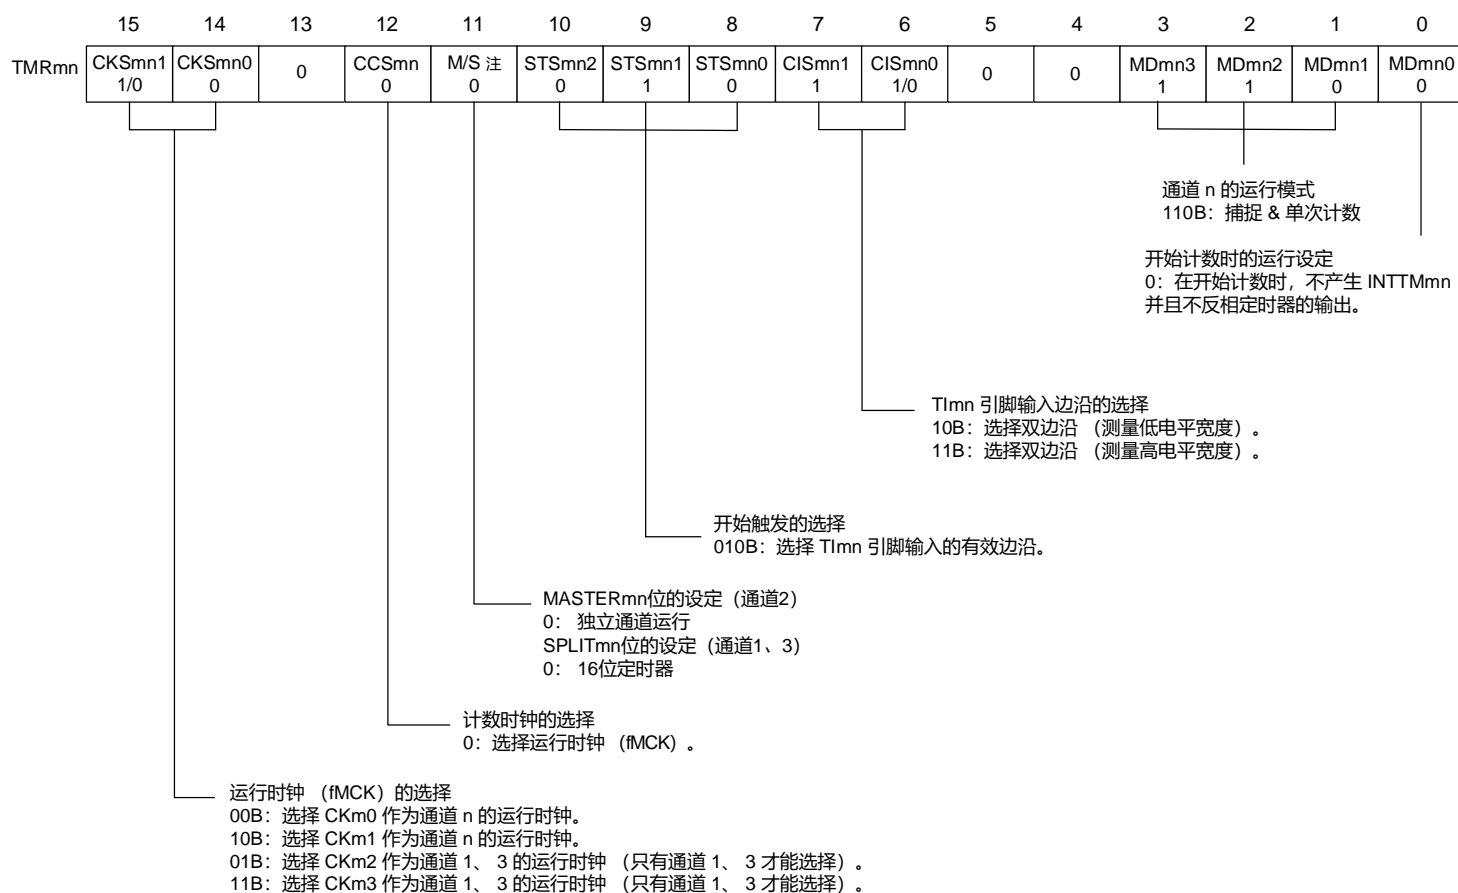 15 14 13 12 11 10 9 8 7 6 5 4 3 2 1 0
TMRmn CKSmn1 CKSmn0 0 CCSmn M/S 注 STSmn2 STSmn1 STSmn0 CISmn1 CISmn0 0 0 MDmn3 MDmn2 MDmn1 MDmn0
1/0 0 0 0 0 1 0 1 1/0 1 1 0 0
通道 n 的运行模式
110B：捕捉 & 单次计数
开始计数时的运行设定
0：在开始计数时，不产生 INTTMmn
并且不反相定时器的输出。
TImn 引脚输入边沿的选择
10B：选择双边沿 （测量低电平宽度）。
11B：选择双边沿 （测量高电平宽度）。
开始触发的选择
010B：选择 TImn 引脚输入的有效边沿。
MASTERmn位的设定（通道2）
0： 独立通道运行
SPLITmn位的设定（通道1、3）
0： 16位定时器
计数时钟的选择
0：选择运行时钟 （fMCK）。
运行时钟 （fMCK）的选择
00B：选择 CKm0 作为通道 n 的运行时钟。
10B：选择 CKm1 作为通道 n 的运行时钟。
01B：选择 CKm2 作为通道 1、 3 的运行时钟 （只有通道 1、 3 才能选择）。
11B：选择 CKm3 作为通道 1、 3 的运行时钟 （只有通道 1、 3 才能选择）。